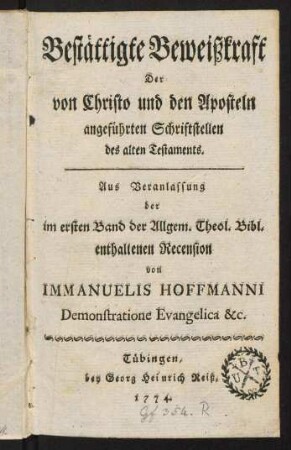 Bestättigte Beweißkraft
Der
von Christo und den Aposteln
angeführten Schriftstellen
des alten Testaments.
Aus Veranlassung
der
im ersten Band der Allgem. Theol. Bibl.
enthaltenen Recension
von
IMMANUELIS HOFFMANNI
Demonstratione Evangelica &c.
Tübingen,
bey Georg Heinrich Reiß,
1774.